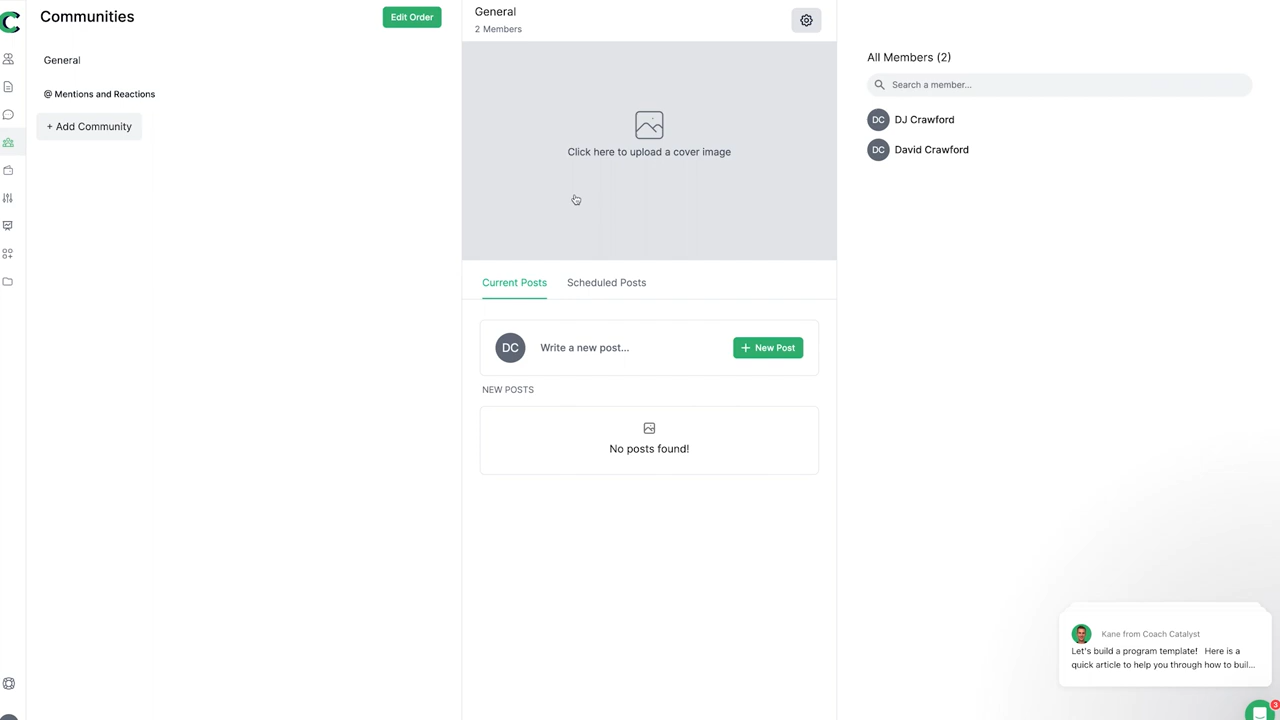 Communities
Edit Order
General
@ Mentions and Reactions
+ Add Community
General
2 Members
Click here to upload a cover image
Current Posts
Scheduled Posts
DC
Write a new post...
+ New Post
NEW POSTS
No posts found!
All Members (2)
Search a member...
DC
DJ Crawford
DC
David Crawford
Kane from Coach Catalyst
Let's build a program template! Here is a
quick article to help you through how to buil...
3